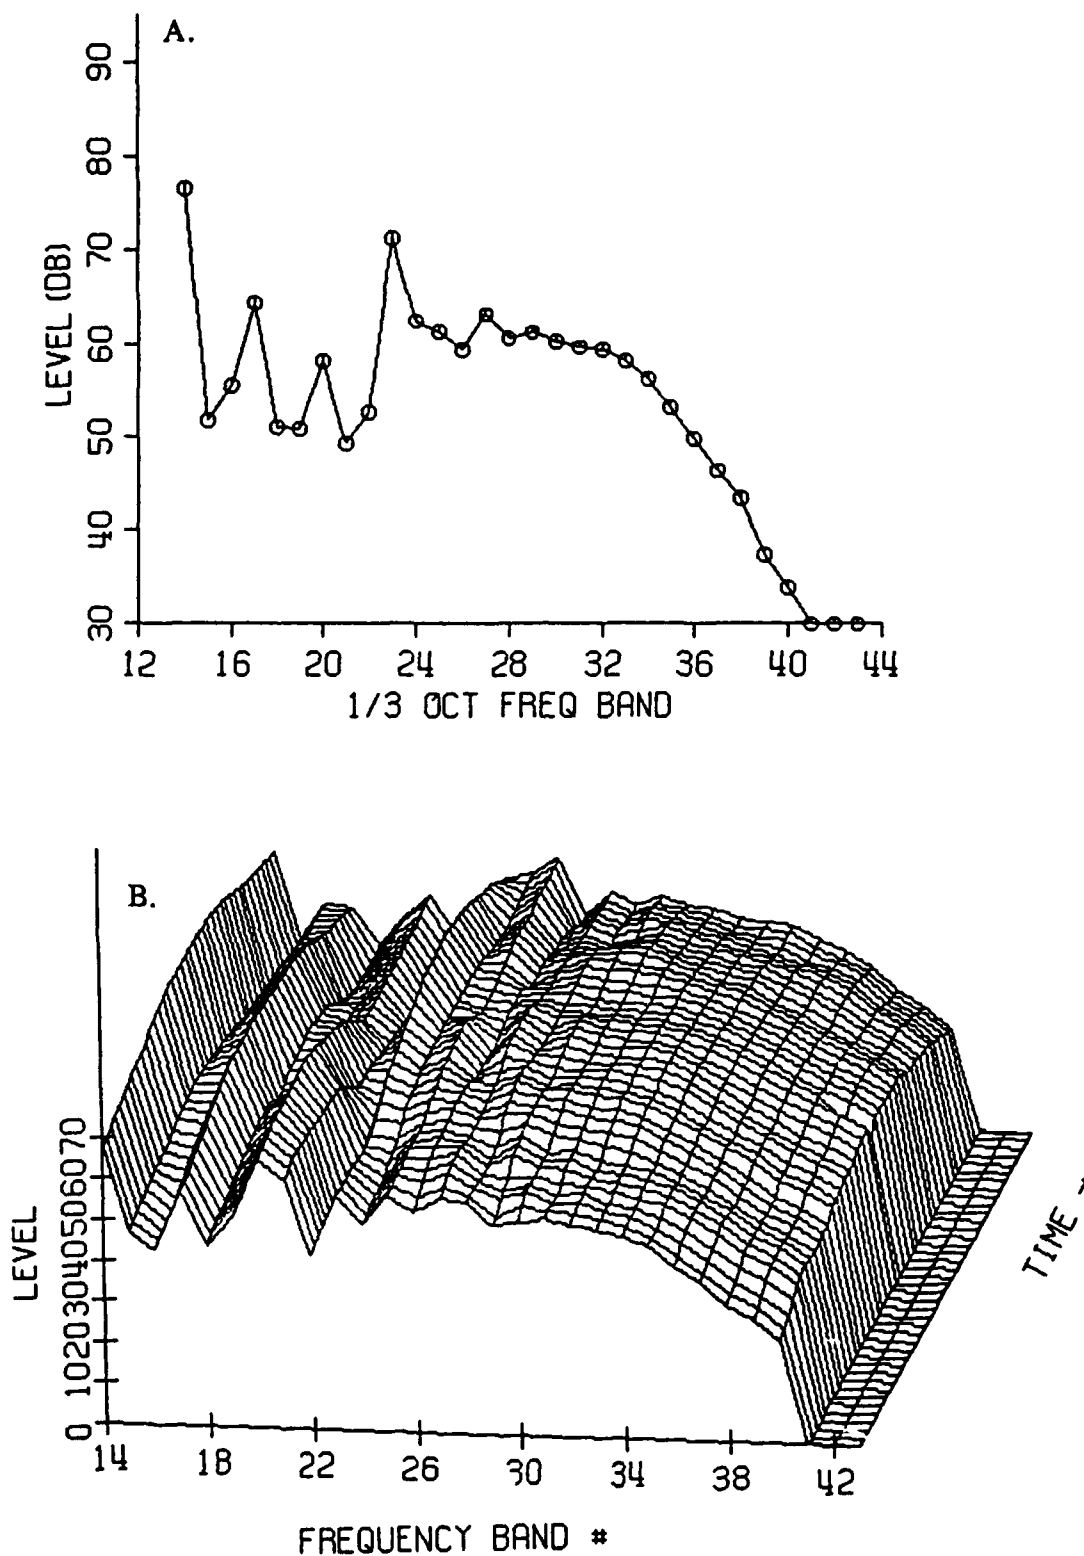 A.
90
80
70
60
50
40
30
LEVEL (DB)
12 16 20 24 28 32 36 40 44
1/3 OCT FREQ BAND
B.
70
60
50
40
30
20
10
0
LEVEL
14 18 22 26 30 34 38 42
FREQUENCY BAND #
TIME